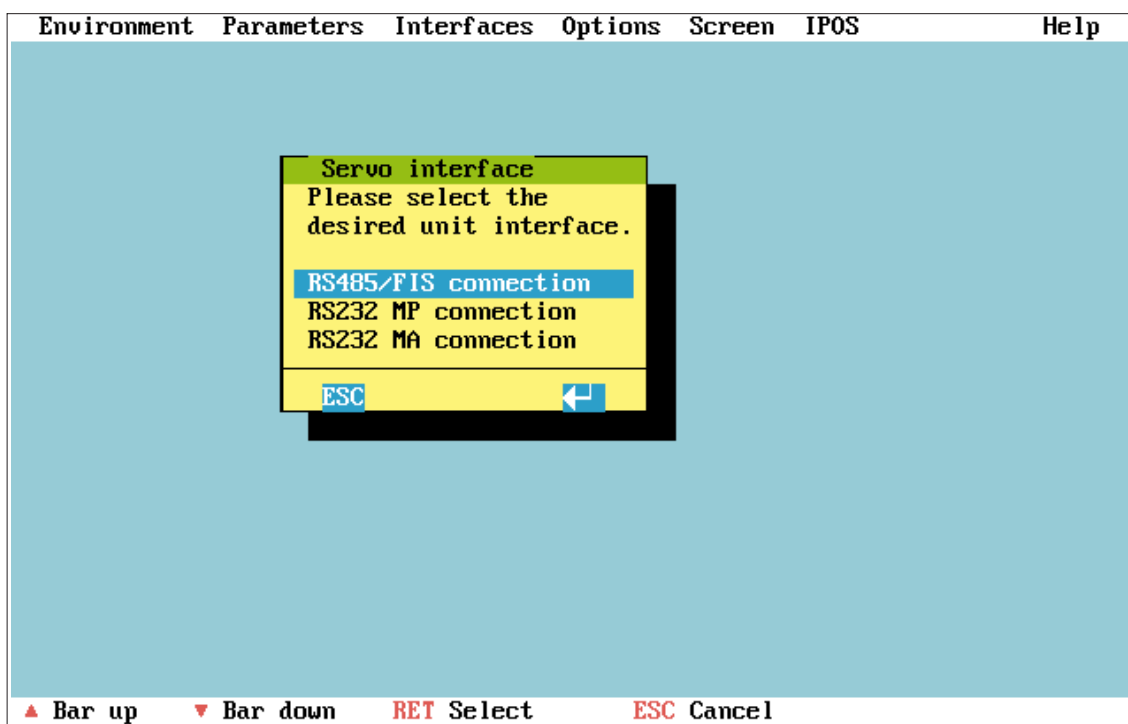 Environment Parameters Interfaces Options Screen IPOS Help
Servo interface
Please select the
desired unit interface.
RS485/FIS connection
RS232 MP connection
RS232 MA connection
ESC
▲ Bar up ▼ Bar down RET Select ESC Cancel